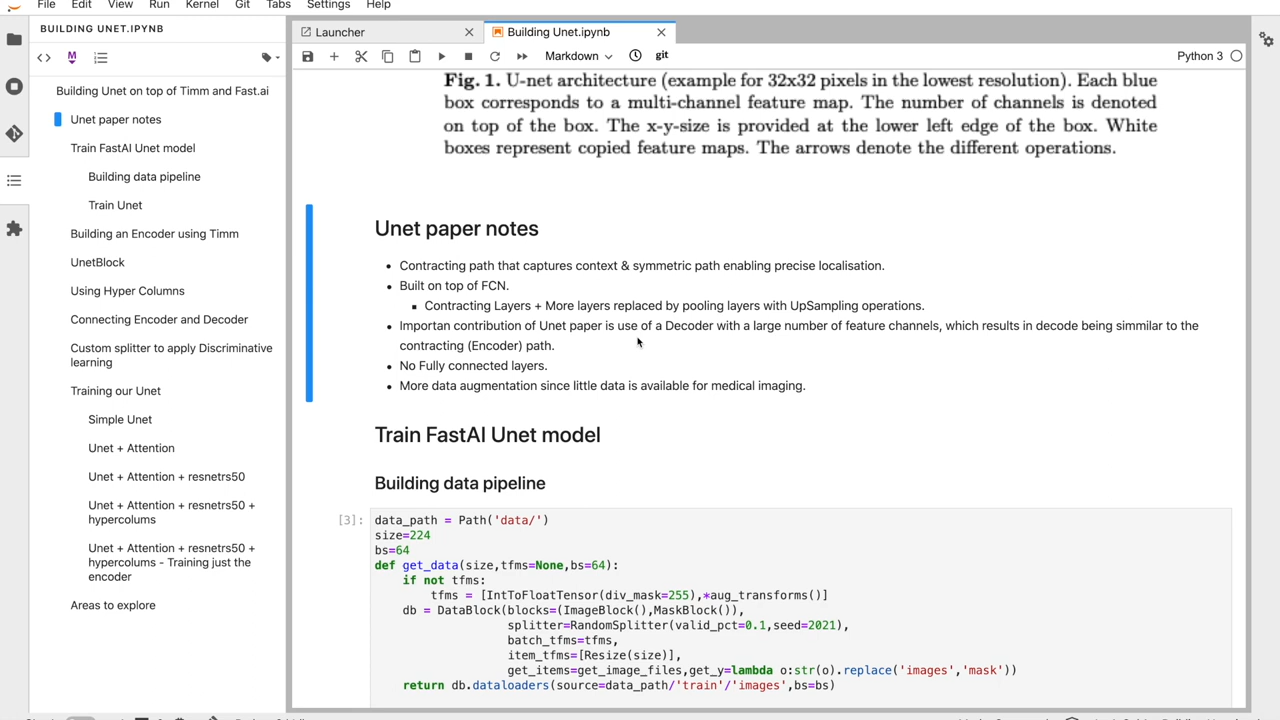 File Edit View Run Kernel Git Tabs Settings Help
BUILDING UNET.IPYNB
Launcher
Building Unet.ipynb
Markdown
git
Python 3
Building Unet on top of Timm and Fast.ai
Unet paper notes
Train FastAI Unet model
Building data pipeline
Train Unet
Building an Encoder using Timm
UnetBlock
Using Hyper Columns
Connecting Encoder and Decoder
Custom splitter to apply Discriminative
learning
Training our Unet
Simple Unet
Unet + Attention
Unet + Attention + resnetrs50
Unet + Attention + resnetrs50 +
hypercolums
Unet + Attention + resnetrs50 +
hypercolums - Training just the
encoder
Areas to explore
Fig. 1. U-net architecture (example for 32x32 pixels in the lowest resolution). Each blue
box corresponds to a multi-channel feature map. The number of channels is denoted
on top of the box. The x-y-size is provided at the lower left edge of the box. White
boxes represent copied feature maps. The arrows denote the different operations.
Unet paper notes
Contracting path that captures context & symmetric path enabling precise localisation.
Built on top of FCN.
Contracting Layers + More layers replaced by pooling layers with UpSampling operations.
Importan contribution of Unet paper is use of a Decoder with a large number of feature channels, which results in decode being simmilar to the
contracting (Encoder) path.
No Fully connected layers.
More data augmentation since little data is available for medical imaging.
Train FastAI Unet model
Building data pipeline
[3]:
data_path = Path('data/')
size=224
bs=64
def get_data(size,tfms=None,bs=64):
    if not tfms:
        tfms = [IntToFloatTensor(div_mask=255),*aug_transforms()]
    db = DataBlock(blocks=(ImageBlock(),MaskBlock()),
                   splitter=RandomSplitter(valid_pct=0.1,seed=2021),
                   batch_tfms=tfms,
                   item_tfms=[Resize(size)],
                   get_items=get_image_files,get_y=lambda o:str(o).replace('images','mask'))
    return db.dataloaders(source=data_path/'train'/'images',bs=bs)